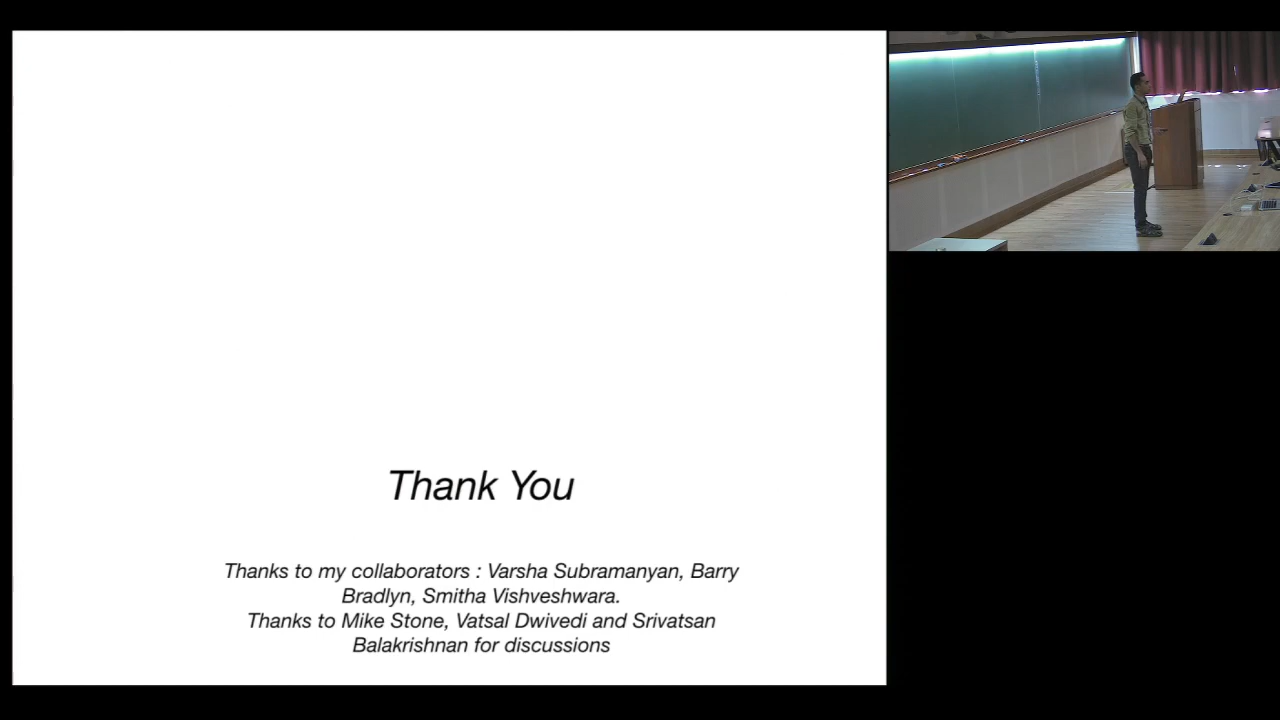 Thank You
Thanks to my collaborators : Varsha Subramanyan, Barry
Bradlyn, Smitha Vishveshwara.
Thanks to Mike Stone, Vatsal Dwivedi and Srivatsan
Balakrishnan for discussions